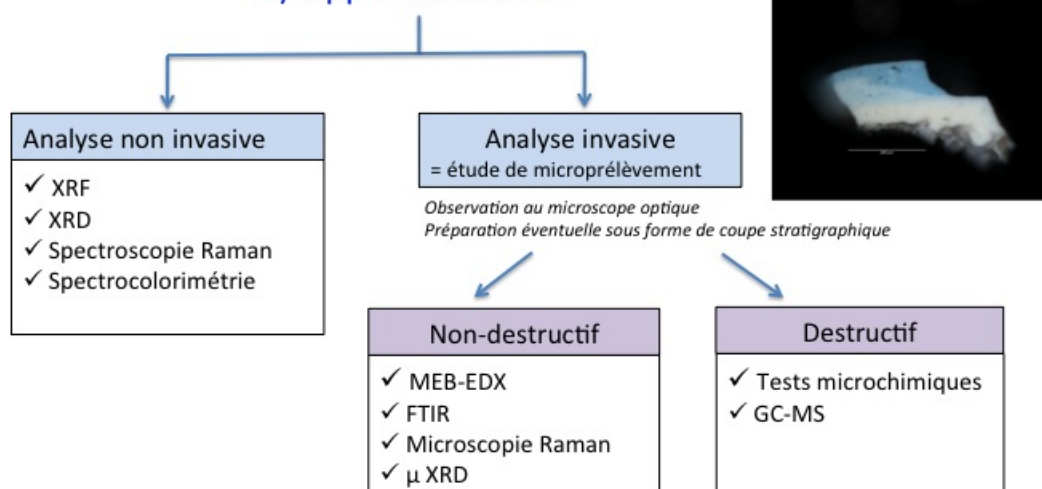 Analyse non invasive
✓ XRF
✓ XRD
✓ Spectroscopie Raman
✓ Spectrocolorimétrie
Analyse invasive
= étude de microprélèvement
Observation au microscope optique
Préparation éventuelle sous forme de coupe stratigraphique
Non-destructif
✓ MEB-EDX
✓ FTIR
✓ Microscopie Raman
✓ µ XRD
Destructif
✓ Tests microchimiques
✓ GC-MS